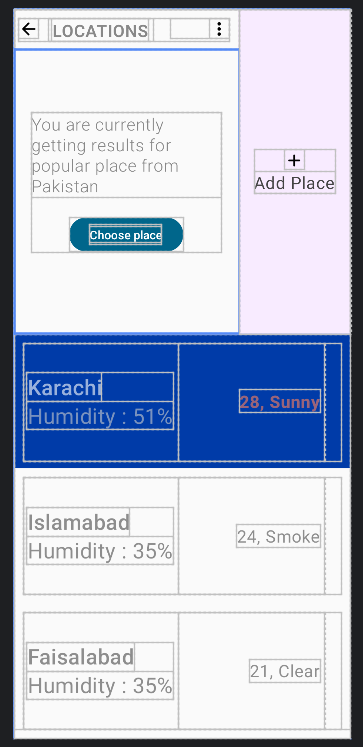 LOCATIONS
You are currently
getting results for
popular place from
Pakistan
Choose place
Add Place
Karachi
Humidity : 51%
28, Sunny
Islamabad
Humidity : 35%
24, Smoke
Faisalabad
Humidity : 35%
21, Clear